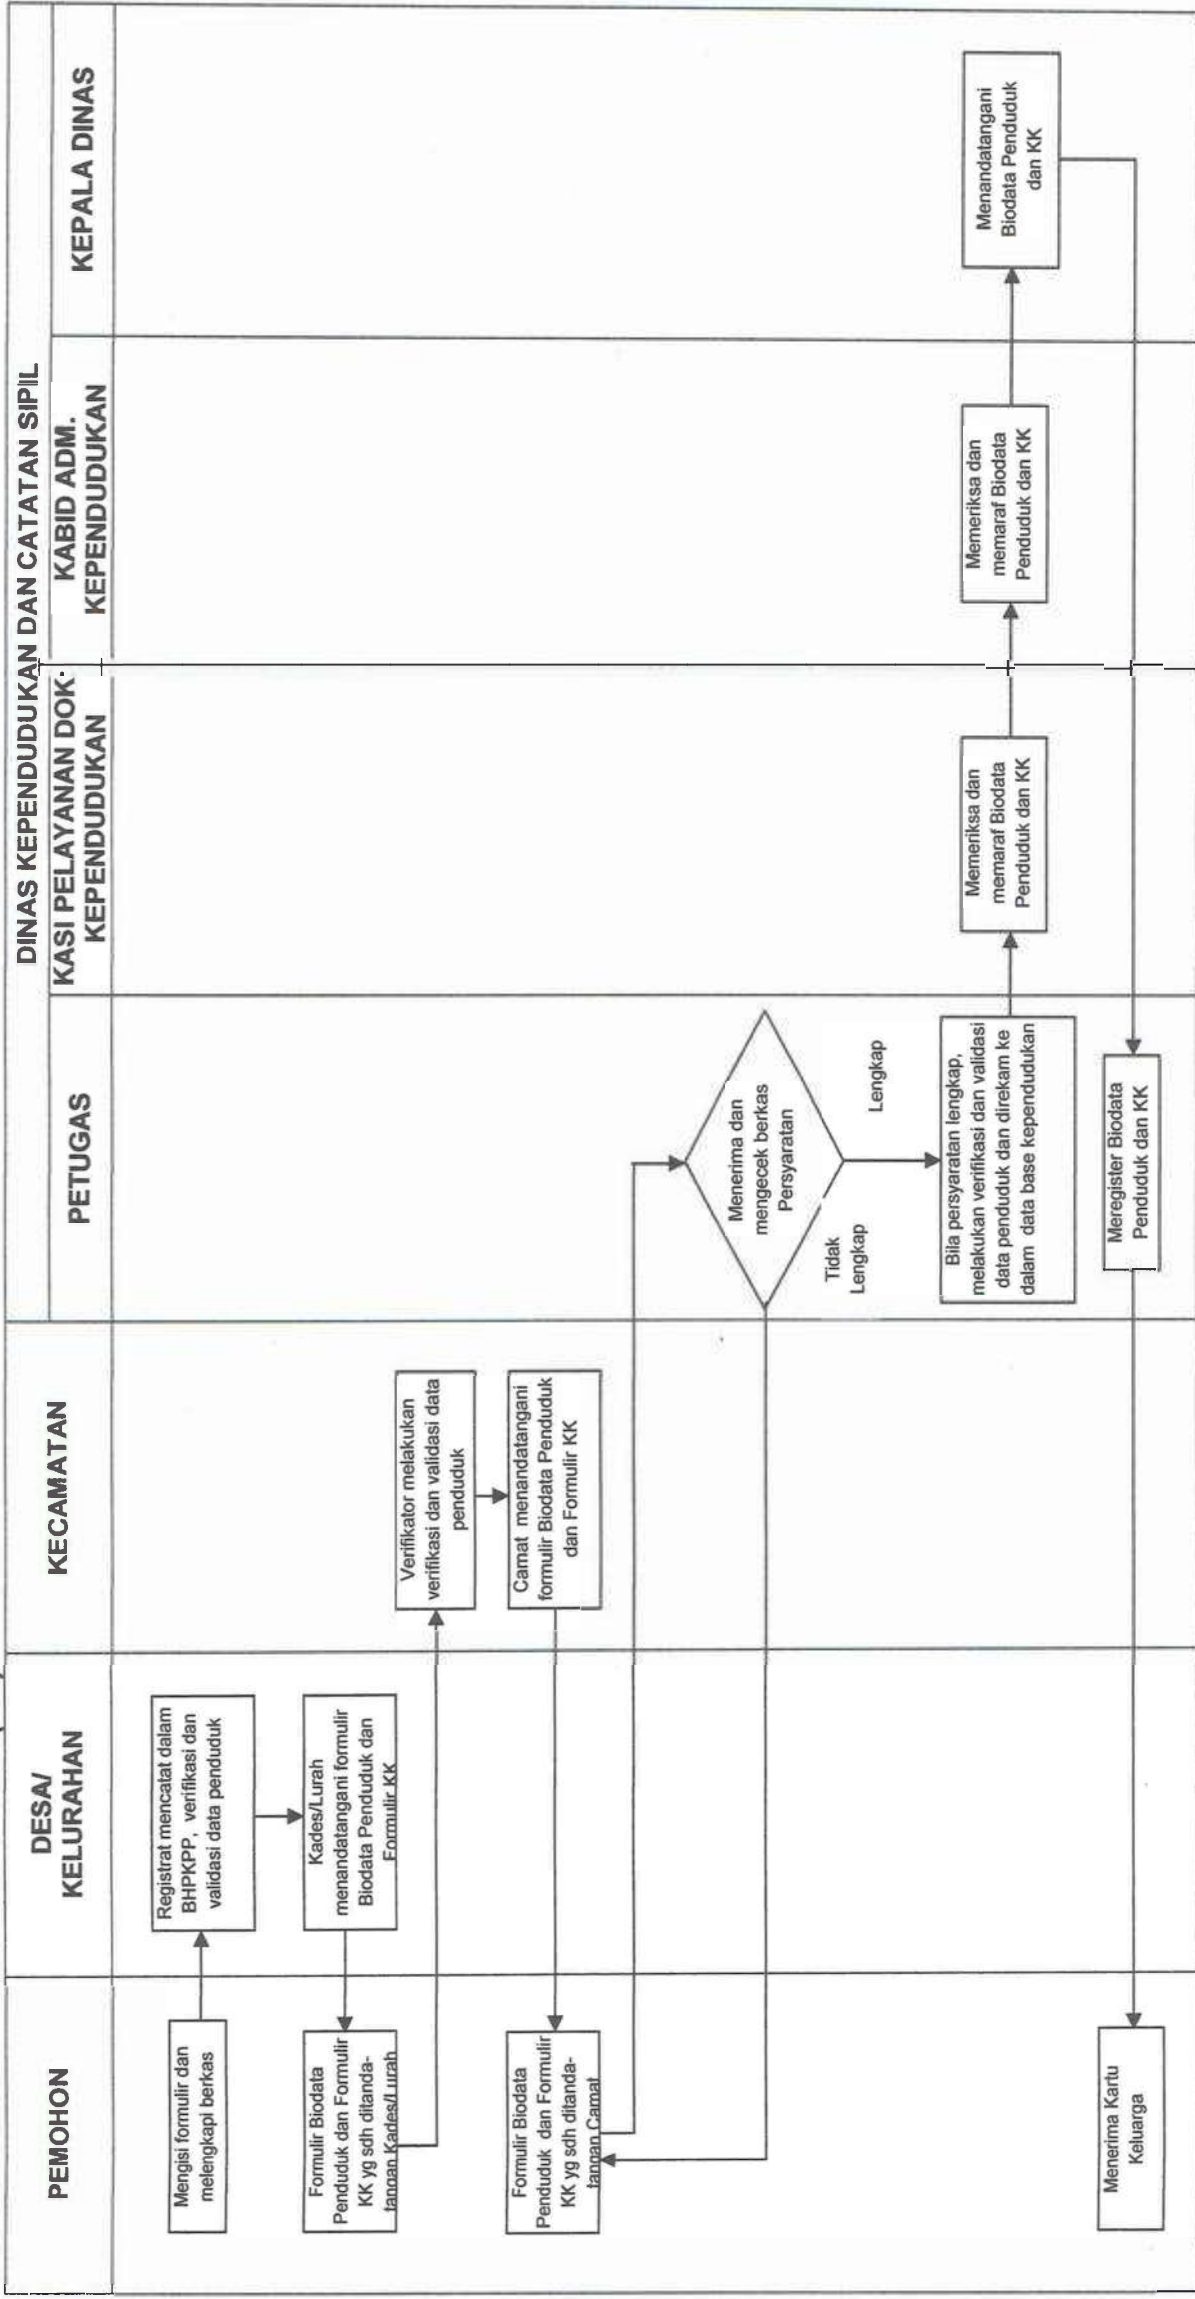 DINAS KEPENDUDUKAN DAN CATATAN SIPIL
PEMOHON
DESA/
KELURAHAN
KECAMATAN
PETUGAS
KASI PELAYANAN DOK.
KEPENDUDUKAN
KABID ADM.
KEPENDUDUKAN
KEPALA DINAS
Mengisi formulir dan
melengkapi berkas
Registrat mencatat dalam
BHPKPP, verifikasi dan
validasi data penduduk
Kades/Lurah
menandatangani formulir
Biodata Penduduk dan
Formulir KK
Formulir Biodata
Penduduk dan Formulir
KK yg sdh ditanda-
tangan Kades/Lurah
Verifikator melakukan
verifikasi dan validasi data
penduduk
Camat menandatangani
formulir Biodata Penduduk
dan Formulir KK
Formulir Biodata
Penduduk dan Formulir
KK yg sdh ditanda-
tangan Camat
Menerima dan
mengecek berkas
Persyaratan
Tidak
Lengkap
Lengkap
Bila persyaratan lengkap,
melakukan verifikasi dan validasi
data penduduk dan direkam ke
dalam data base kependudukan
Memeriksa dan
memaraf Biodata
Penduduk dan KK
Memeriksa dan
memaraf Biodata
Penduduk dan KK
Menandatangani
Biodata Penduduk
dan KK
Meregister Biodata
Penduduk dan KK
Menerima Kartu
Keluarga